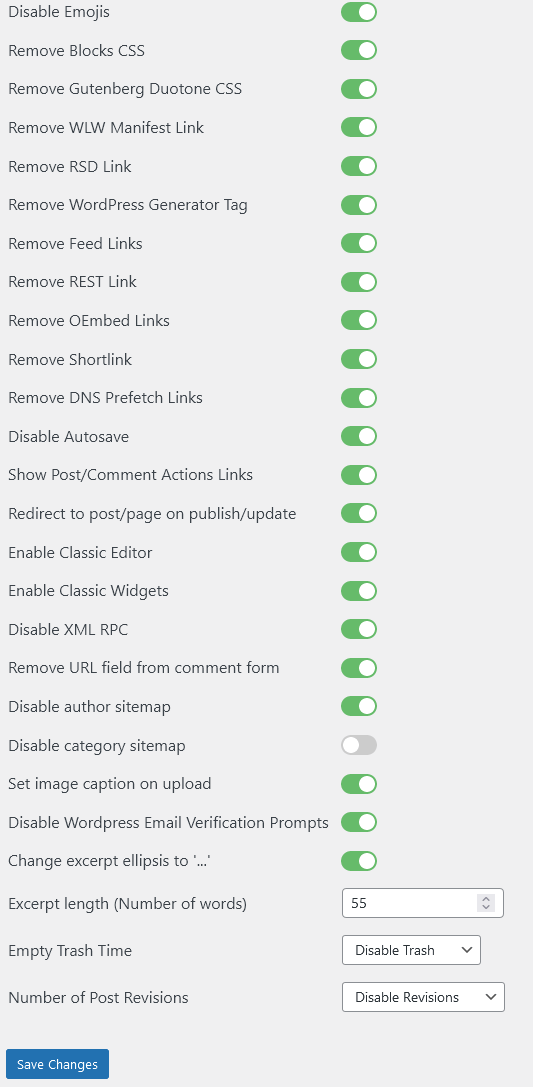 Disable Emojis
Remove Blocks CSS
Remove Gutenberg Duotone CSS
Remove WLW Manifest Link
Remove RSD Link
Remove WordPress Generator Tag
Remove Feed Links
Remove REST Link
Remove OEmbed Links
Remove Shortlink
Remove DNS Prefetch Links
Disable Autosave
Show Post/Comment Actions Links
Redirect to post/page on publish/update
Enable Classic Editor
Enable Classic Widgets
Disable XML RPC
Remove URL field from comment form
Disable author sitemap
Disable category sitemap
Set image caption on upload
Disable Wordpress Email Verification Prompts
Change excerpt ellipsis to '...'
Excerpt length (Number of words) 55
Empty Trash Time Disable Trash
Number of Post Revisions Disable Revisions
Save Changes